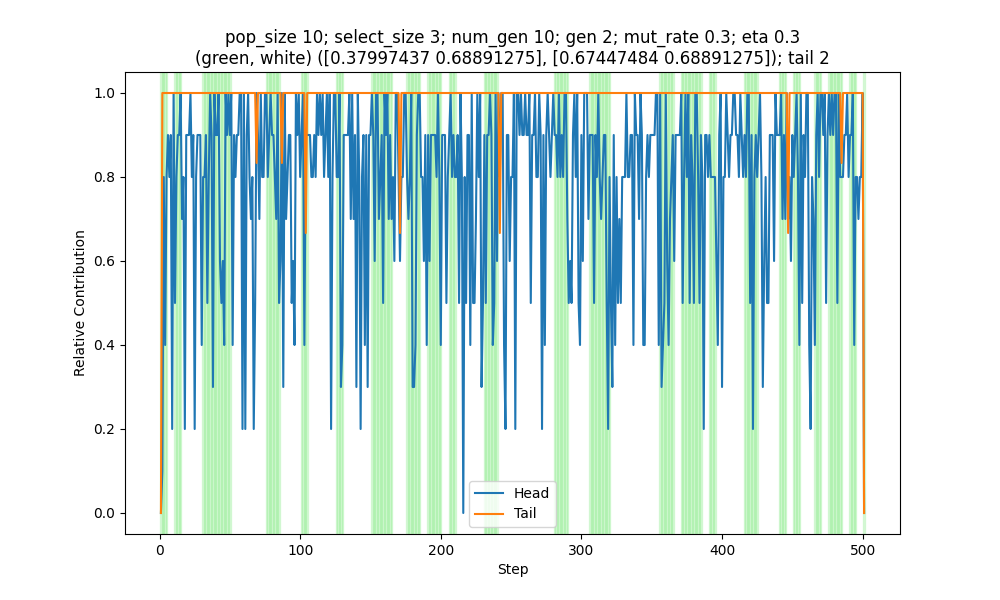 pop_size 10; select_size 3; num_gen 10; gen 2; mut_rate 0.3; eta 0.3
(green, white) ([0.37997437 0.68891275], [0.67447484 0.68891275]); tail 2
Relative Contribution
1.0
0.8
0.6
0.4
0.2
0.0
Head
Tail
0
100
200
300
400
500
Step